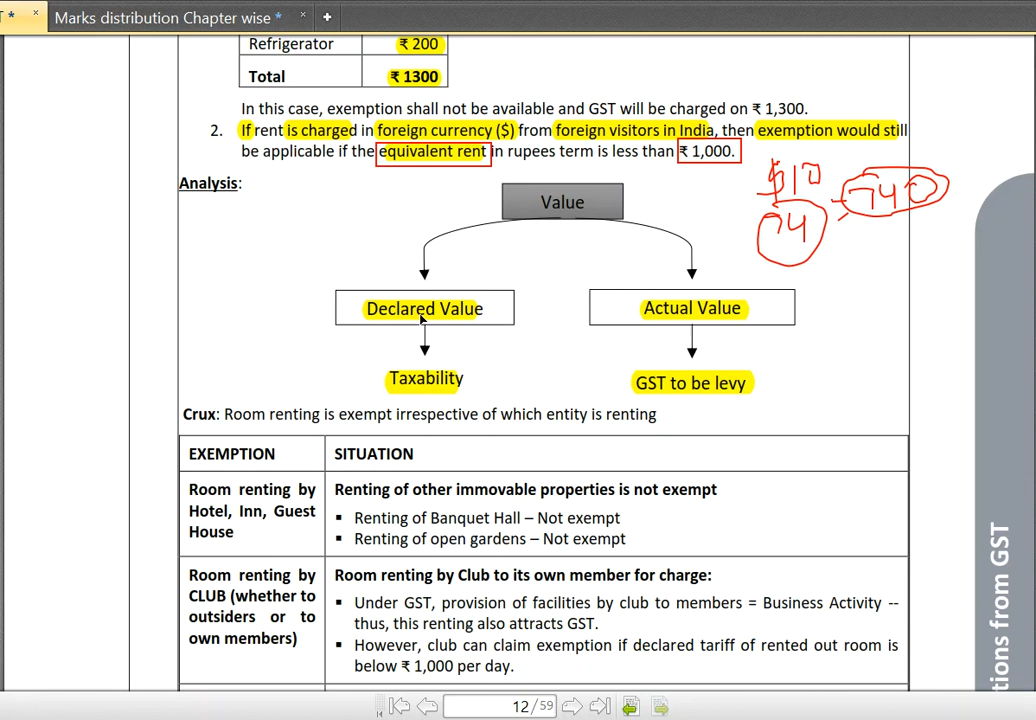 T *
×
Marks distribution Chapter wise *
×
+
Refrigerator ₹ 200
Total ₹ 1300
In this case, exemption shall not be available and GST will be charged on ₹ 1,300.
2. If rent is charged in foreign currency ($) from foreign visitors in India, then exemption would still
be applicable if the equivalent rent in rupees term is less than ₹ 1,000.
Analysis:
$10
74
= 740
Value
Declared Value
Actual Value
Taxability
GST to be levy
Crux: Room renting is exempt irrespective of which entity is renting
EXEMPTION SITUATION
Room renting by
Hotel, Inn, Guest
House
Renting of other immovable properties is not exempt
▪ Renting of Banquet Hall – Not exempt
▪ Renting of open gardens – Not exempt
Room renting by
CLUB (whether to
outsiders or to
own members)
Room renting by Club to its own member for charge:
▪ Under GST, provision of facilities by club to members = Business Activity --
thus, this renting also attracts GST.
▪ However, club can claim exemption if declared tariff of rented out room is
below ₹ 1,000 per day.
tions from GST
12 / 59